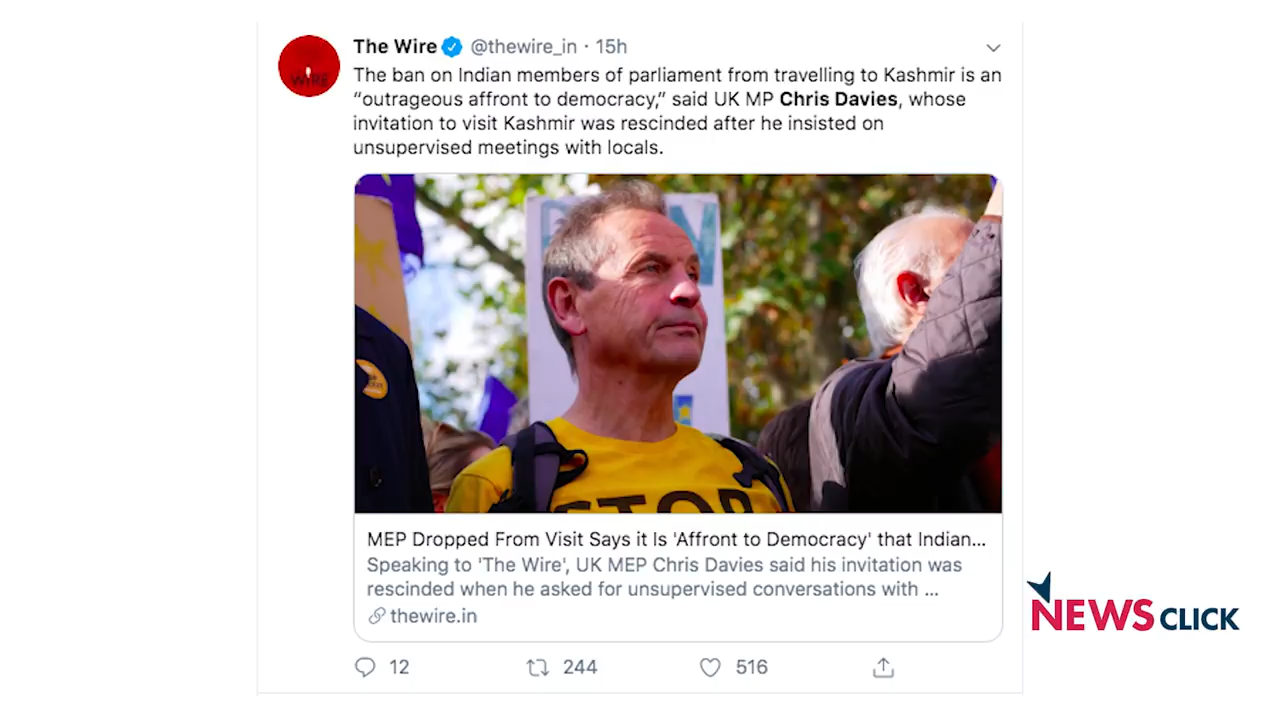 The Wire @thewire_in · 15h
The ban on Indian members of parliament from travelling to Kashmir is an
“outrageous affront to democracy,” said UK MP Chris Davies, whose
invitation to visit Kashmir was rescinded after he insisted on
unsupervised meetings with locals.
WIRE
STOP
MEP Dropped From Visit Says it Is 'Affront to Democracy' that Indian...
Speaking to 'The Wire', UK MEP Chris Davies said his invitation was
rescinded when he asked for unsupervised conversations with ...
thewire.in
12 244 516
NEWS CLICK